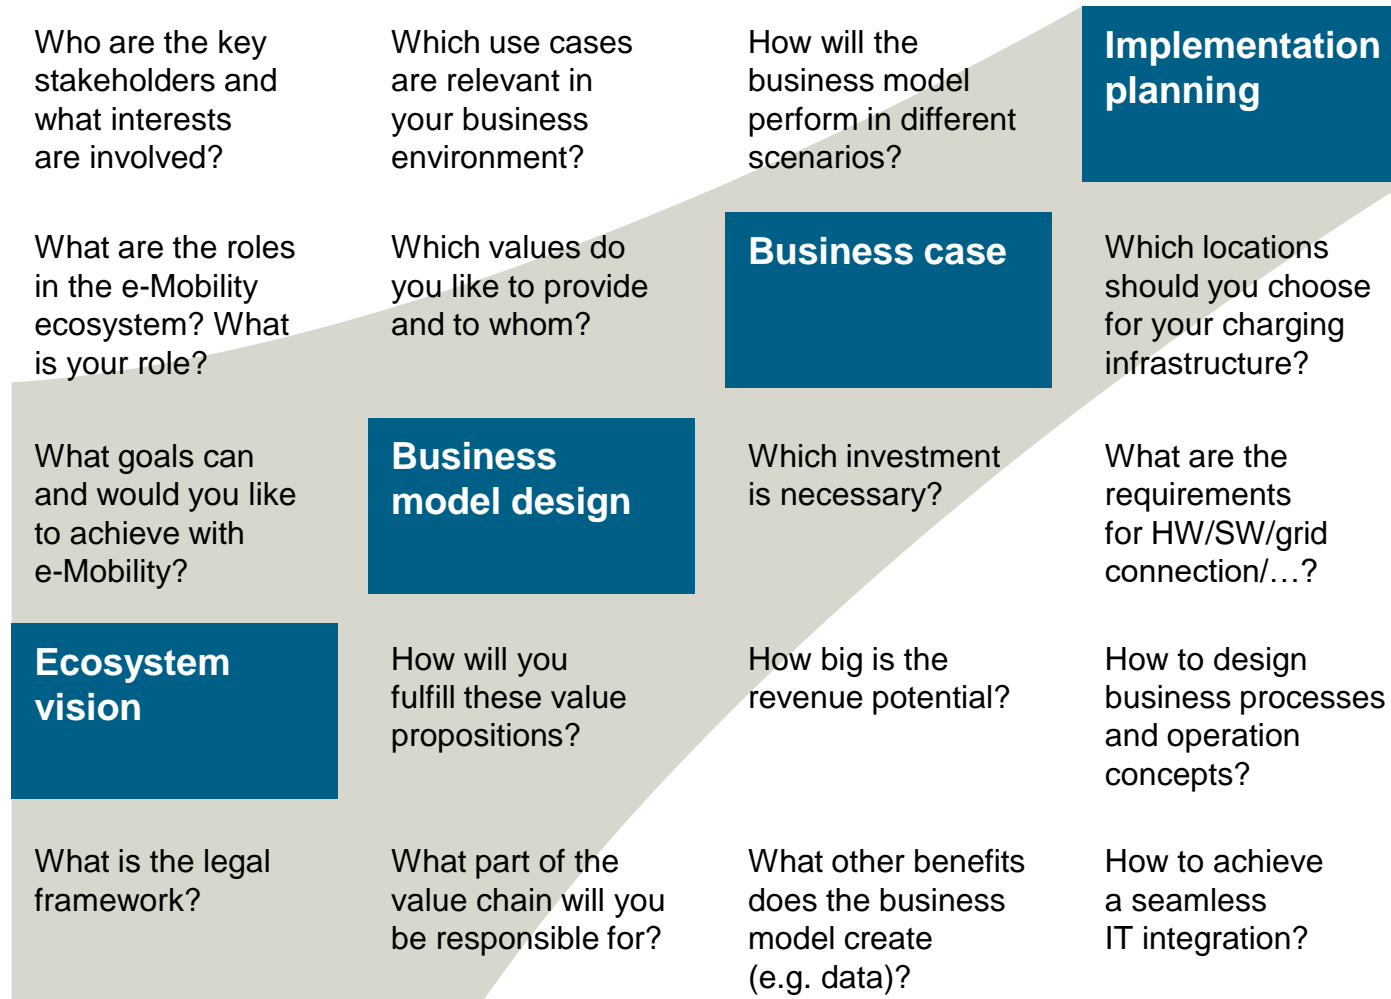 Who are the key
stakeholders and
what interests
are involved?
What are the roles
in the e-Mobility
ecosystem? What
is your role?
What goals can
and would you like
to achieve with
e-Mobility?
Ecosystem
vision
What is the legal
framework?
Which use cases
are relevant in
your business
environment?
Which values do
you like to provide
and to whom?
Business
model design
How will you
fulfill these value
propositions?
What part of the
value chain will you
be responsible for?
How will the
business model
perform in different
scenarios?
Business case
Which investment
is necessary?
How big is the
revenue potential?
What other benefits
does the business
model create
(e.g. data)?
Implementation
planning
Which locations
should you choose
for your charging
infrastructure?
What are the
requirements
for HW/SW/grid
connection/…?
How to design
business processes
and operation
concepts?
How to achieve
a seamless
IT integration?